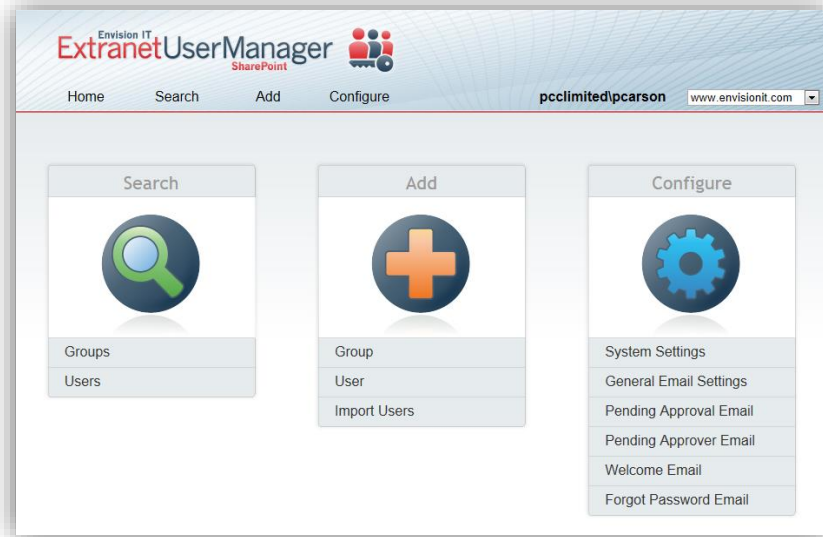 Envision IT
ExtranetUserManager
SharePoint
Home Search Add Configure pcclimited\pcarson www.envisionit.com
Search
Groups
Users
Add
Group
User
Import Users
Configure
System Settings
General Email Settings
Pending Approval Email
Pending Approver Email
Welcome Email
Forgot Password Email